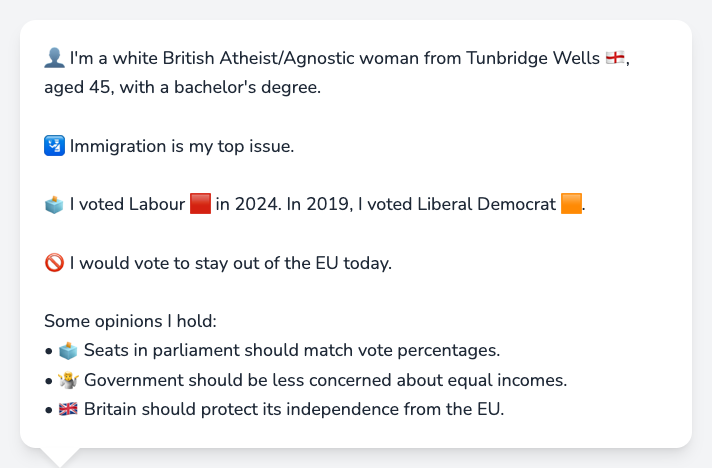 👤 I'm a white British Atheist/Agnostic woman from Tunbridge Wells 🏴󠁧󠁢󠁥󠁮󠁧󠁿,
aged 45, with a bachelor's degree.
🛂 Immigration is my top issue.
🗳️ I voted Labour 🟥 in 2024. In 2019, I voted Liberal Democrat 🟧.
🚫 I would vote to stay out of the EU today.
Some opinions I hold:
• 🗳️ Seats in parliament should match vote percentages.
• 🤷 Government should be less concerned about equal incomes.
• 🇬🇧 Britain should protect its independence from the EU.